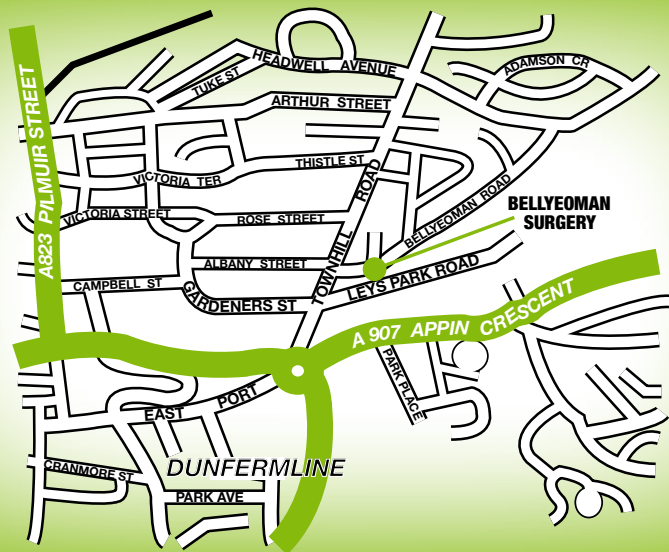 HEADWELL AVENUE
ADAMSON CR
TUKE ST
ARTHUR STREET
A823 PILMUIR STREET
THISTLE ST
ROAD
VICTORIA TER
BELLYEOMAN ROAD
BELLYEOMAN
SURGERY
VICTORIA STREET
ROSE STREET
TOWNHILL
ALBANY STREET
LEYS PARK ROAD
CAMPBELL ST
GARDENERS ST
A 907 APPIN CRESCENT
PARK PLACE
EAST PORT
DUNFERMLINE
CRANMORE ST
PARK AVE